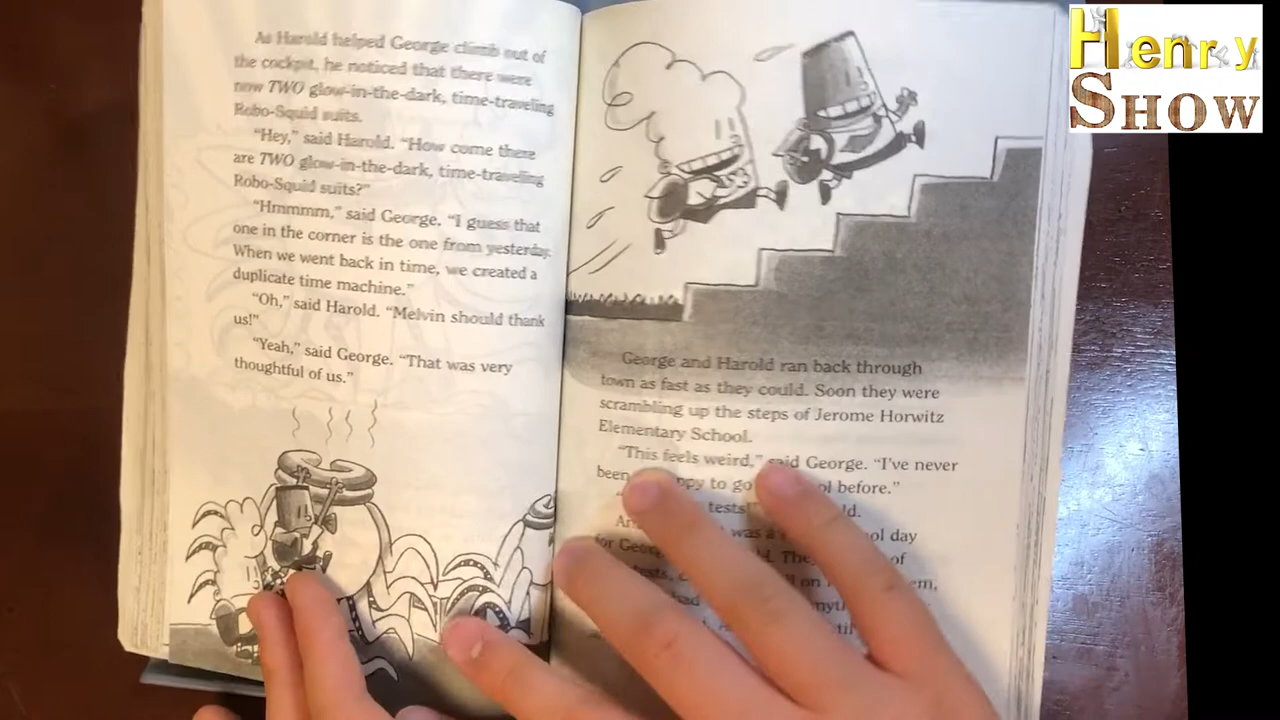 Henry
SHOW
As Harold helped George climb out of
the cockpit, he noticed that there were
now TWO glow-in-the-dark, time-traveling
Robo-Squid suits.
"Hey," said Harold. "How come there
are TWO glow-in-the-dark, time-travelling
Robo-Squid suits?"
"Hmmmm," said George. "I guess that
one in the corner is the one from yesterday.
When we went back in time, we created a
duplicate time machine."
"Oh," said Harold. "Melvin should thank
us!"
"Yeah," said George. "That was very
thoughtful of us."
George and Harold ran back through
town as fast as they could. Soon they were
scrambling up the steps of Jerome Horwitz
Elementary School.
"This feels weird," said George. "I've never
been to go before."
tests
was a day
for of
on
had